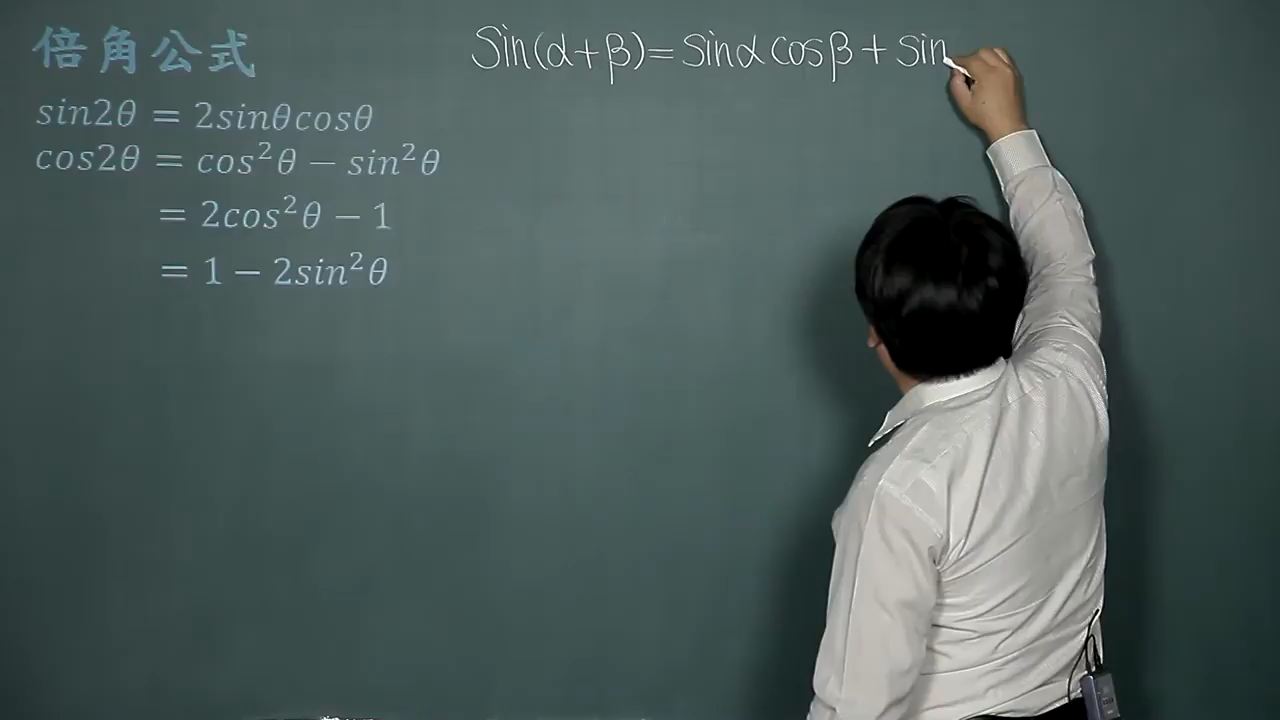 倍角公式
sin2θ = 2sinθcosθ
cos2θ = cos²θ − sin²θ
= 2cos²θ − 1
= 1 − 2sin²θ
Sin(α+β)=Sinα cosβ + sin